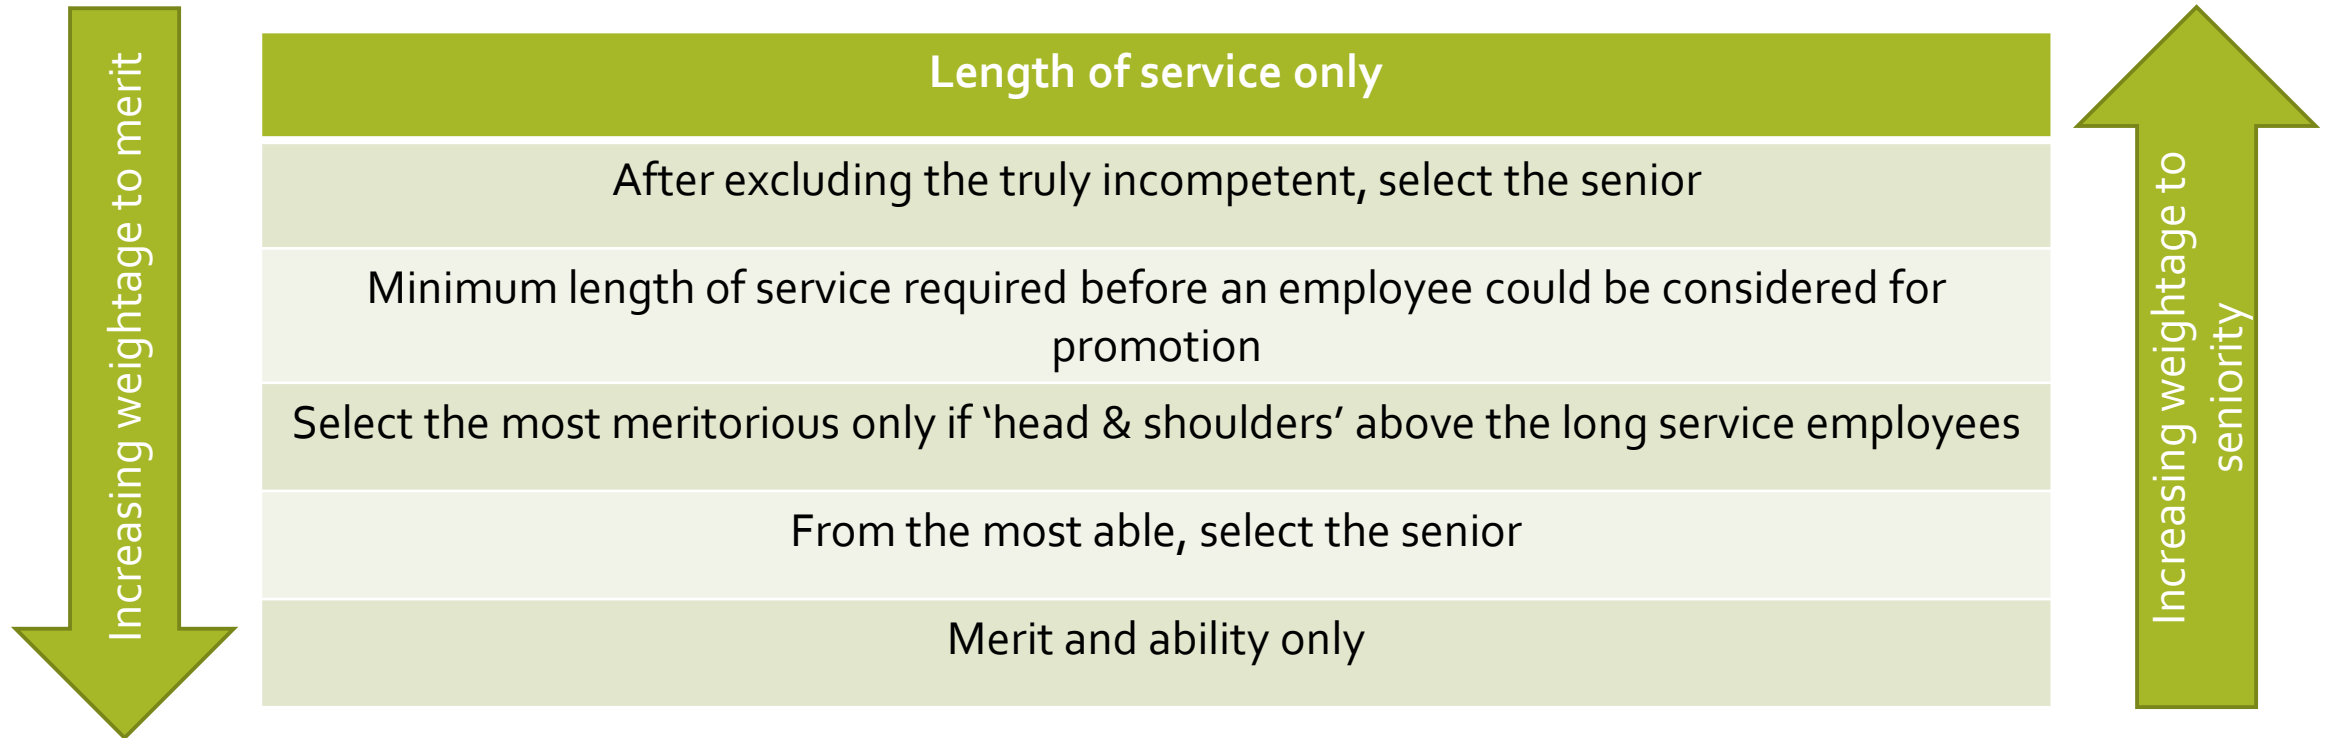 Increasing weightage to merit
Length of service only
After excluding the truly incompetent, select the senior
Minimum length of service required before an employee could be considered for
promotion
Select the most meritorious only if ‘head & shoulders’ above the long service employees
From the most able, select the senior
Merit and ability only
Increasing weightage to
seniority